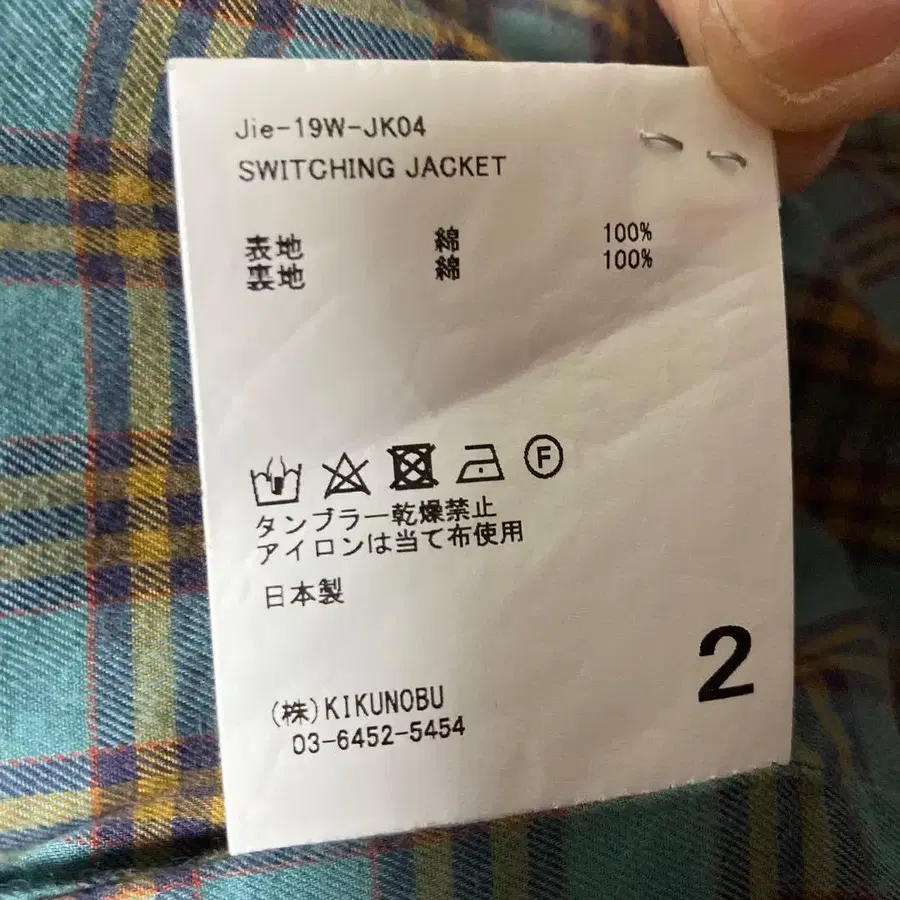 Jie-19W-JK04
SWITCHING JACKET
表地 綿 100%
裏地 綿 100%
F
タンブラー乾燥禁止
アイロンは当て布使用
日本製
2
(株)KIKUNOBU
03-6452-5454